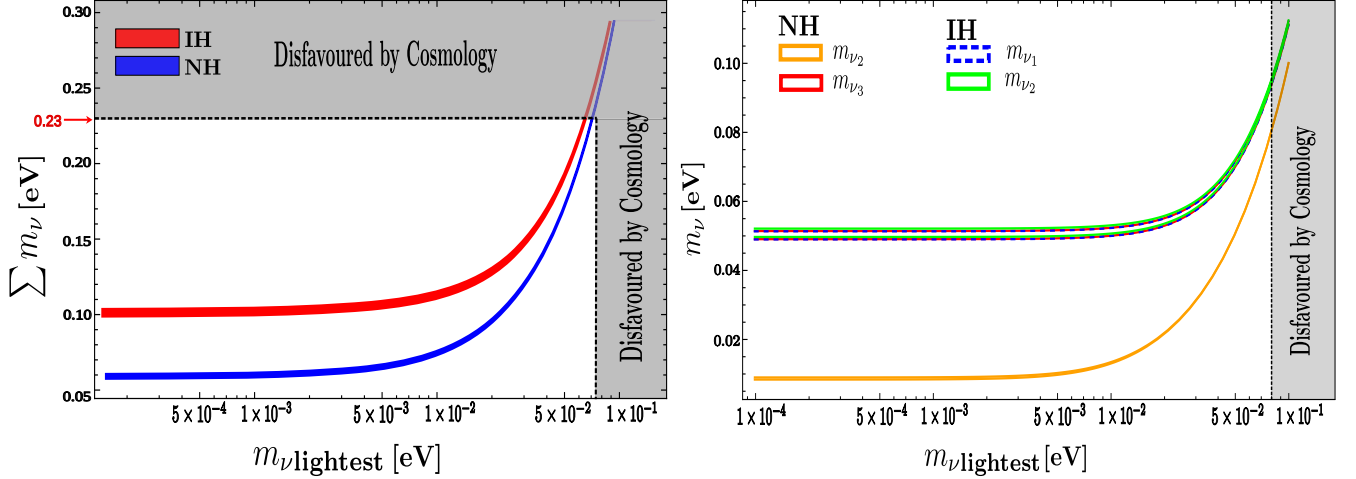 0.30
0.25
0.23
0.20
0.15
0.10
0.05
∑ m_ν [eV]
IH
NH
Disfavoured by Cosmology
Disfavoured by Cosmology
5×10⁻⁴ 1×10⁻³ 5×10⁻³ 1×10⁻² 5×10⁻² 1×10⁻¹
m_ν lightest [eV]
NH IH
m_ν₂ m_ν₁
m_ν₃ m_ν₂
0.10
0.08
0.06
0.04
0.02
m_ν [eV]
Disfavoured by Cosmology
1×10⁻⁴ 5×10⁻⁴ 1×10⁻³ 5×10⁻³ 1×10⁻² 5×10⁻² 1×10⁻¹
m_ν lightest [eV]